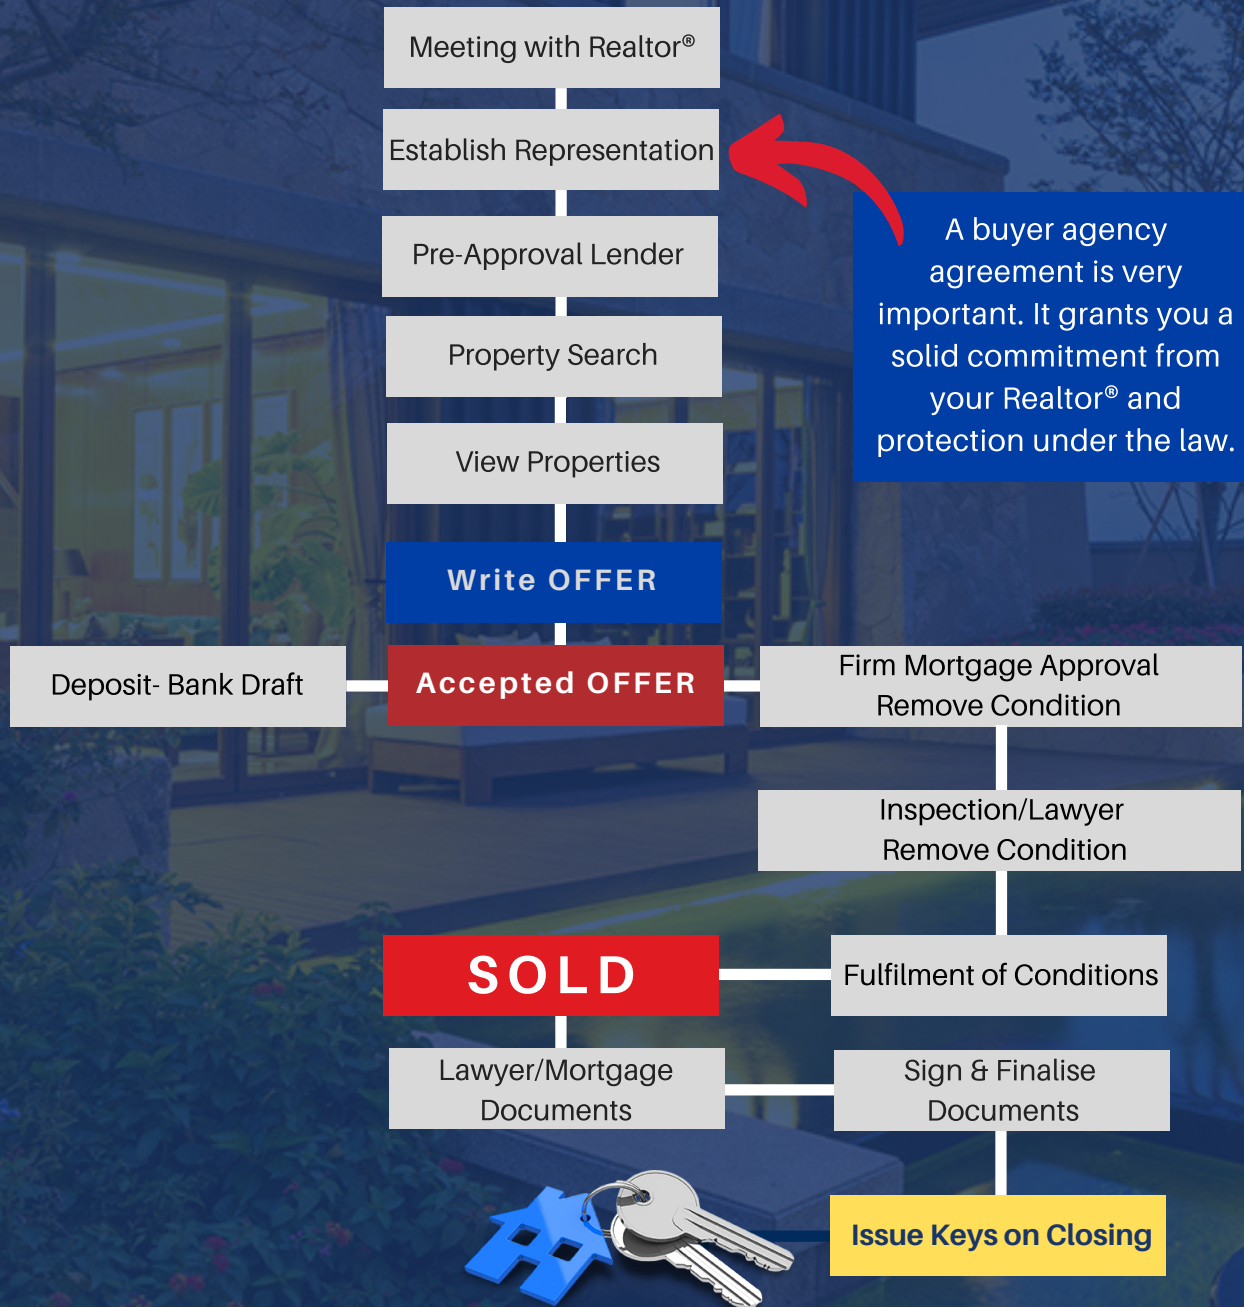 Meeting with Realtor®
Establish Representation
Pre-Approval Lender
A buyer agency
agreement is very
important. It grants you a
solid commitment from
your Realtor® and
protection under the law.
Property Search
View Properties
Write OFFER
Deposit- Bank Draft
Accepted OFFER
Firm Mortgage Approval
Remove Condition
Inspection/Lawyer
Remove Condition
SOLD
Fulfilment of Conditions
Lawyer/Mortgage
Documents
Sign & Finalise
Documents
Issue Keys on Closing